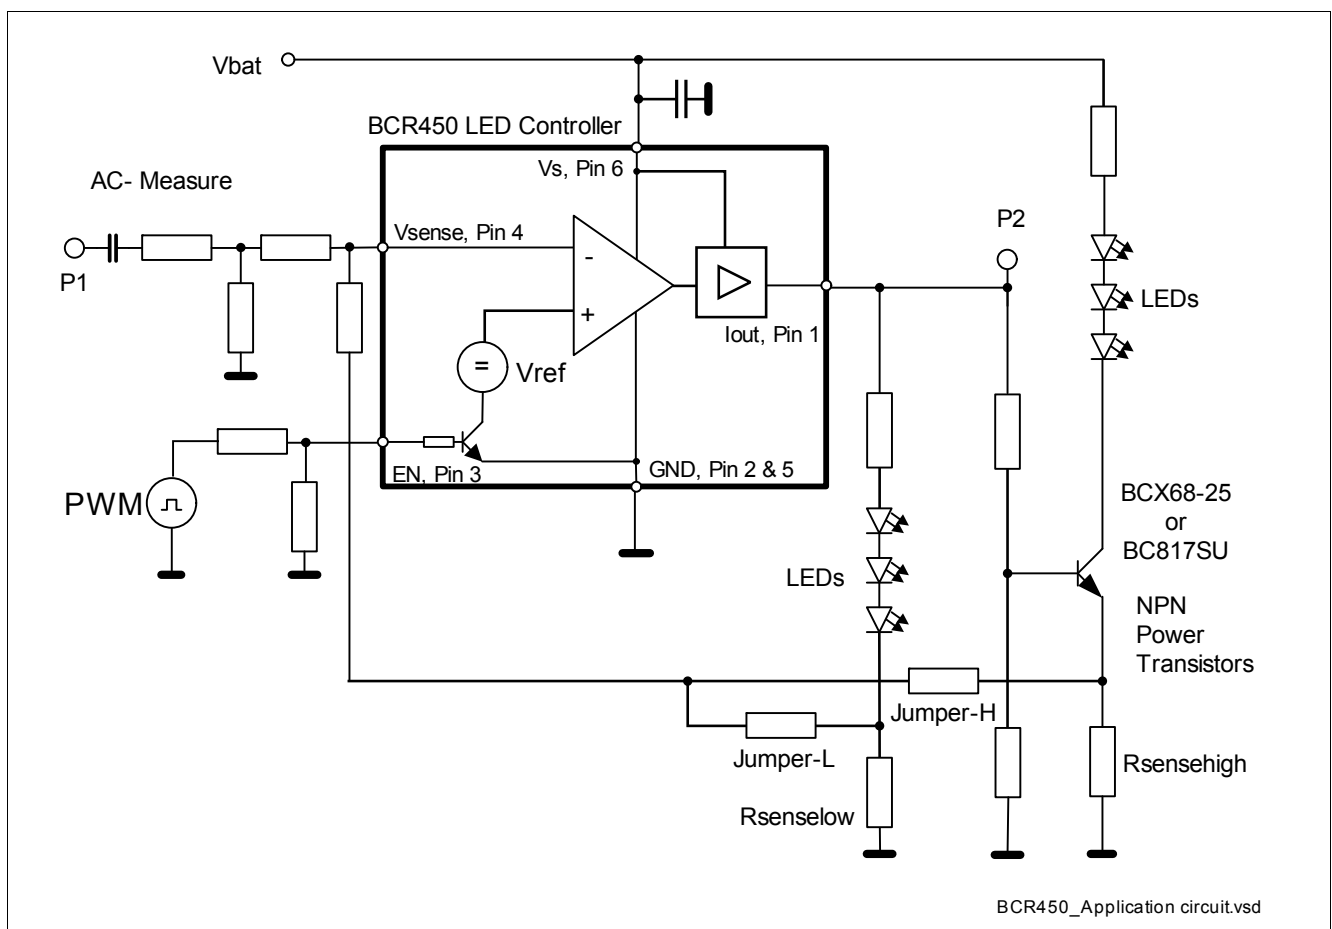 Vbat
BCR450 LED Controller
AC- Measure
Vs, Pin 6
P2
Vsense, Pin 4
P1
-
LEDs
+
Iout, Pin 1
=
Vref
EN, Pin 3
GND, Pin 2 & 5
PWM
BCX68-25
or
BC817SU
LEDs
NPN
Power
Transistors
Jumper-H
Jumper-L
Rsensehigh
Rsenselow
BCR450_Application circuit.vsd